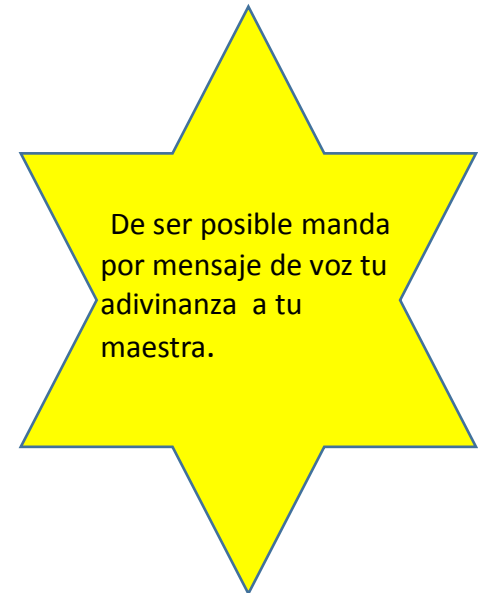 De ser posible manda
por mensaje de voz tu
adivinanza a tu
maestra.